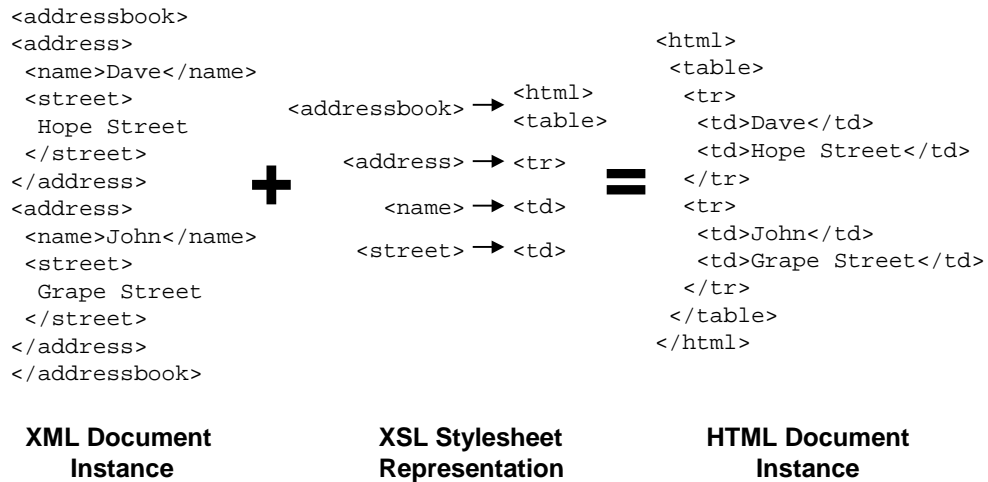 <addressbook>
<address>
<name>Dave</name>
<street>
Hope Street
</street>
</address>
<address>
<name>John</name>
<street>
Grape Street
</street>
</address>
</addressbook>
+
<addressbook> → <html>
<table>
<address> → <tr>
<name> → <td>
<street> → <td>
=
<html>
<table>
<tr>
<td>Dave</td>
<td>Hope Street</td>
</tr>
<tr>
<td>John</td>
<td>Grape Street</td>
</tr>
</table>
</html>
XML Document
Instance
XSL Stylesheet
Representation
HTML Document
Instance